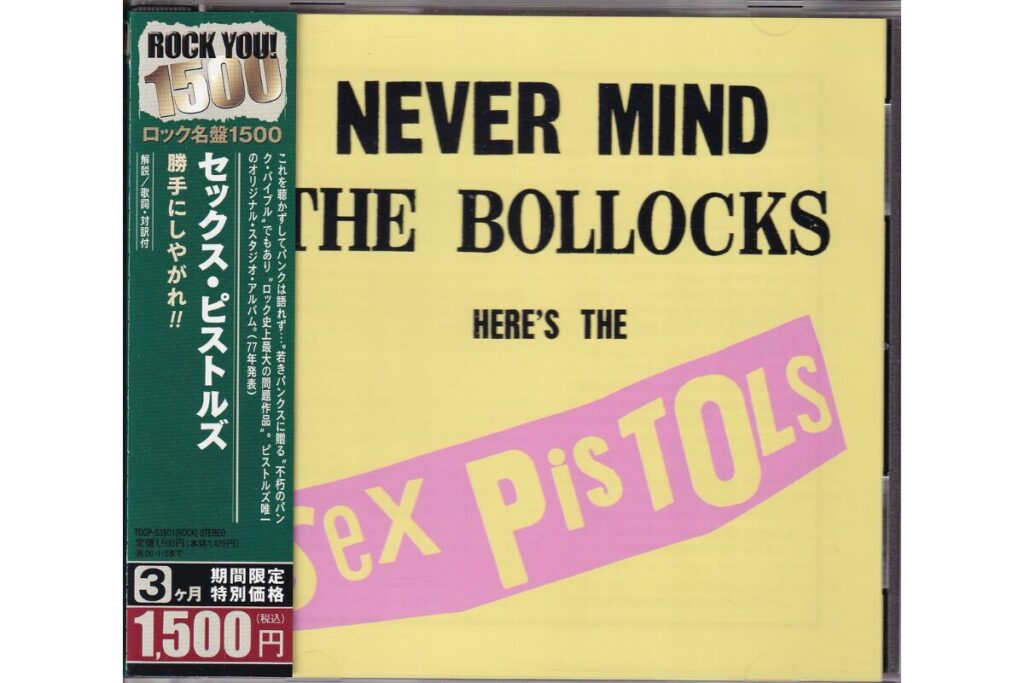 ROCK YOU!
1500
ロック名盤1500
これを聴かずしてパンクは語れず…。若きパンクスに贈る“不朽のパン
ク・バイブル”でもあり“ロック史上最大の問題作品”。ピストルズ唯一
のオリジナル・スタジオ・アルバム。(77年発表)
セックス・ピストルズ
勝手にしやがれ!!
解説/歌詞・対訳付
TOCP-53501(ROCK) STEREO
定価1,500円(本体1,429円)
3ヶ月
期間限定
特別価格
1,500円
(税込)
NEVER MIND
THE BOLLOCKS
HERE'S THE
SEX PiSTOLS